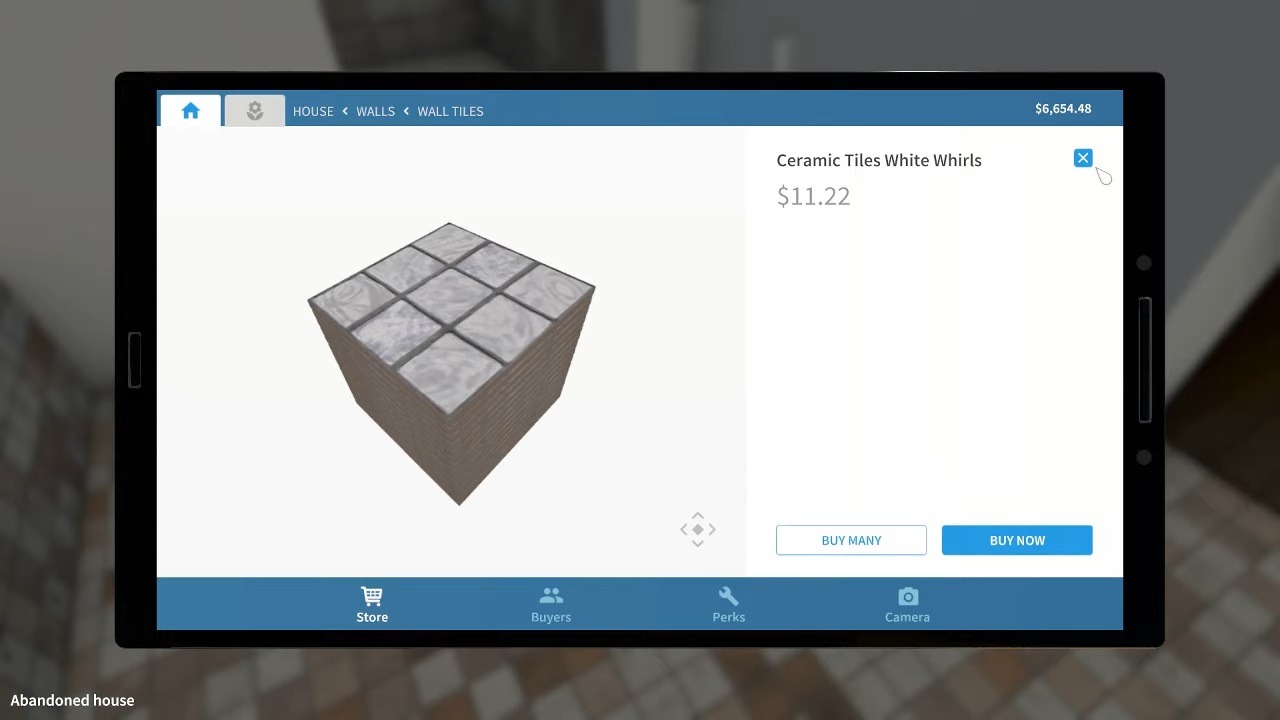 HOUSE < WALLS < WALL TILES
$6,654.48
Ceramic Tiles White Whirls
$11.22
BUY MANY
BUY NOW
Store
Buyers
Perks
Camera
Abandoned house